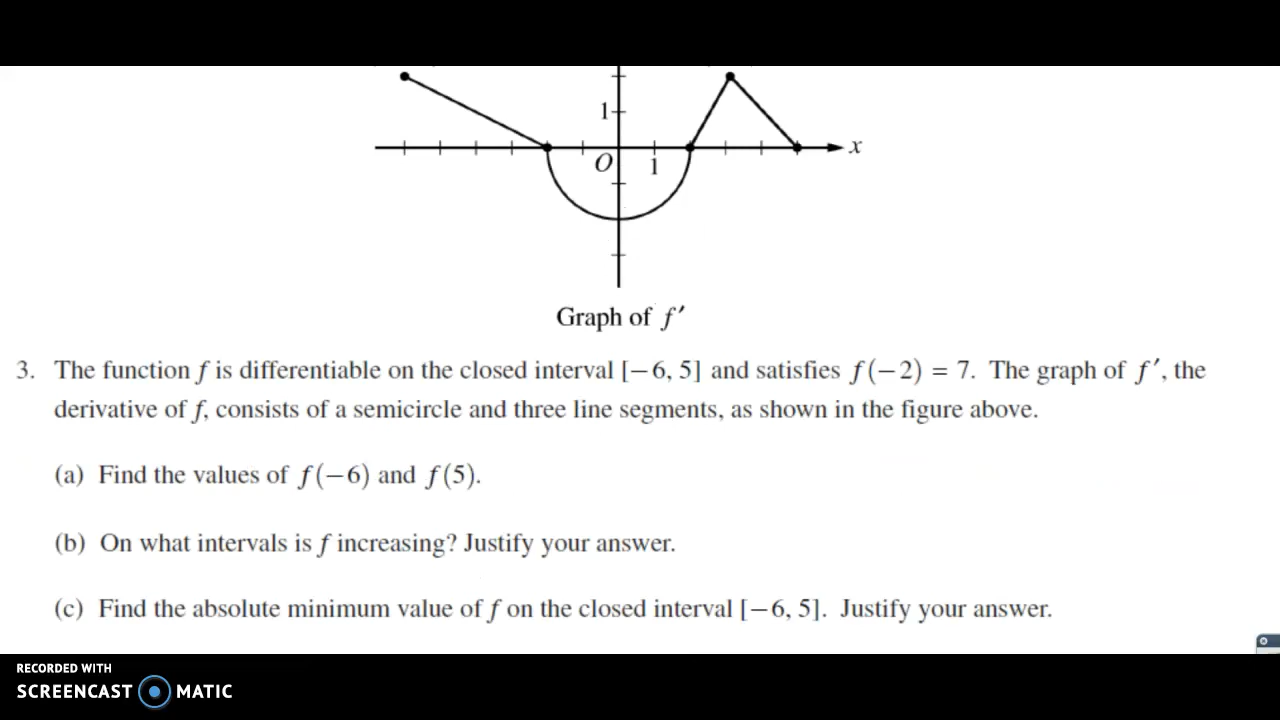 1
O
1
x
Graph of f′
3. The function f is differentiable on the closed interval [−6, 5] and satisfies f(−2) = 7. The graph of f′, the
derivative of f, consists of a semicircle and three line segments, as shown in the figure above.
(a) Find the values of f(−6) and f(5).
(b) On what intervals is f increasing? Justify your answer.
(c) Find the absolute minimum value of f on the closed interval [−6, 5]. Justify your answer.
RECORDED WITH
SCREENCAST MATIC